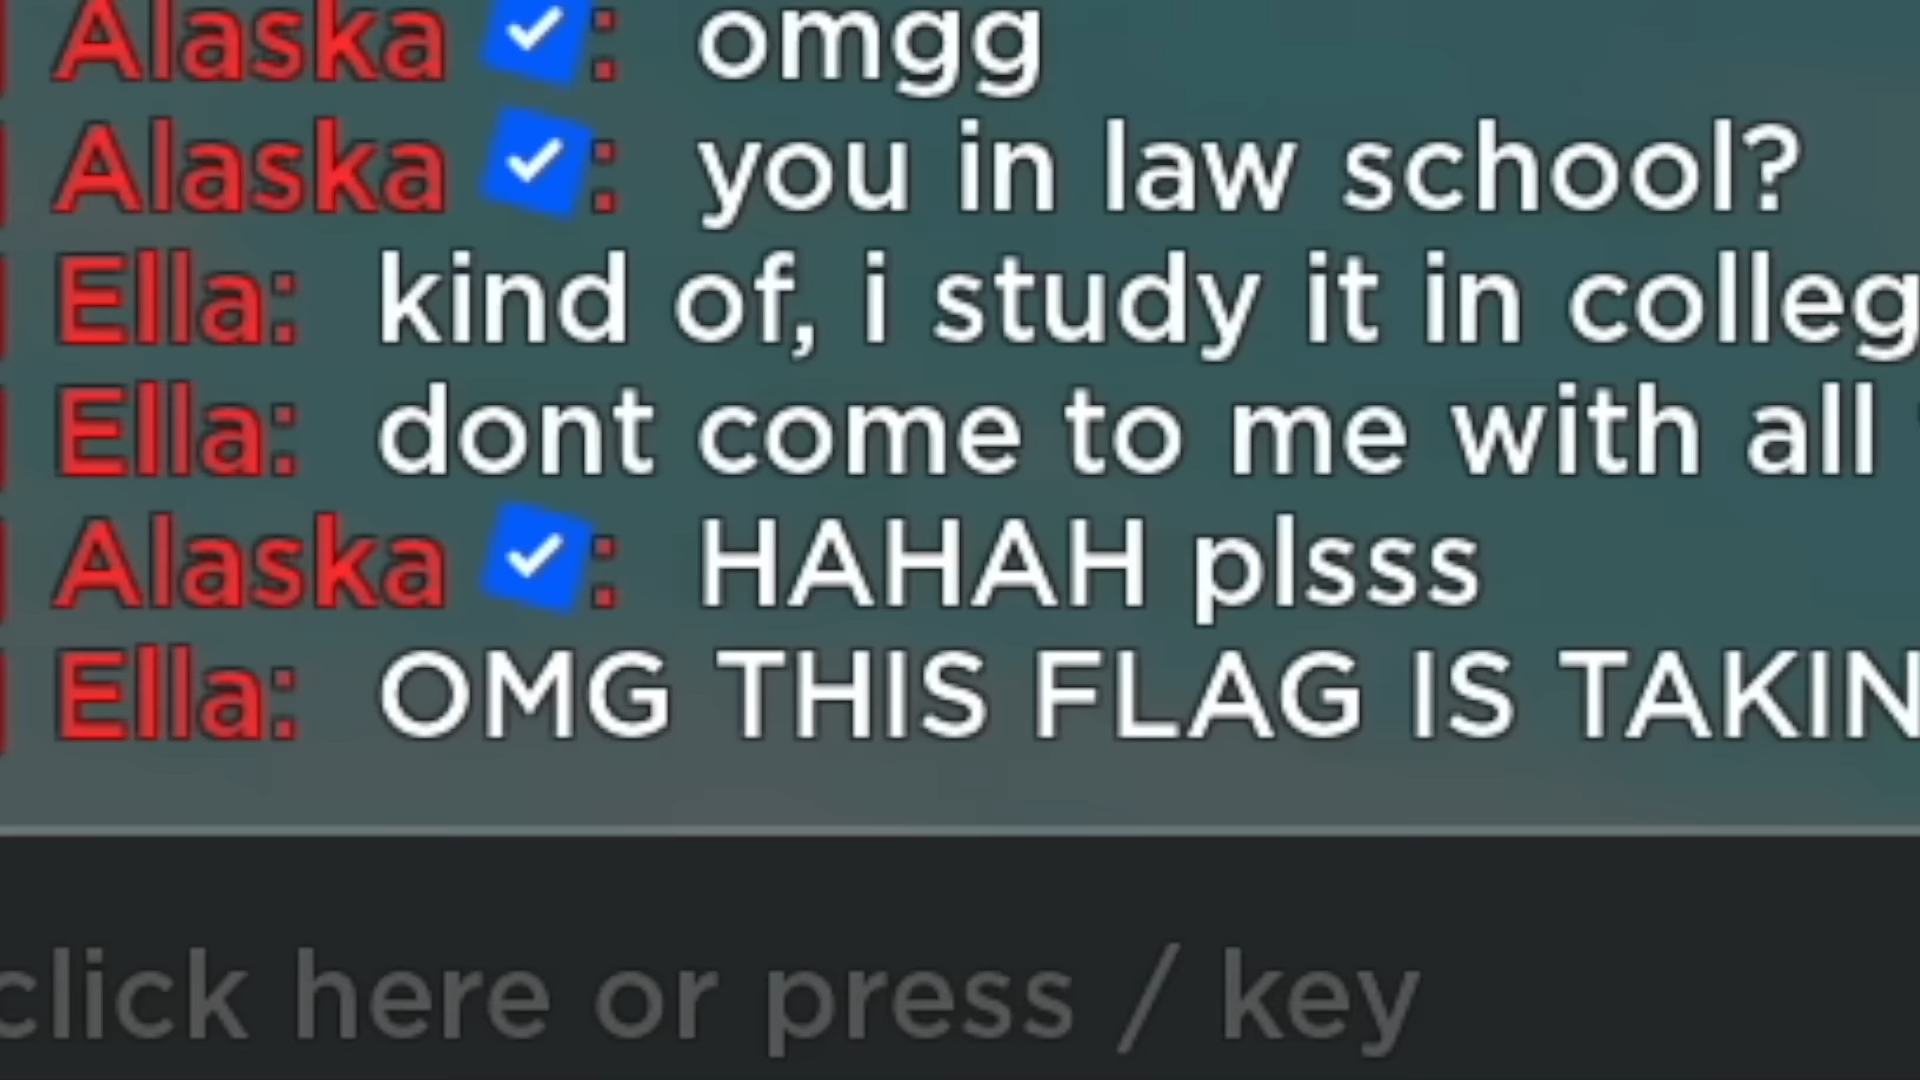 Alaska : omgg
Alaska : you in law school?
Ella: kind of, i study it in colleg
Ella: dont come to me with all
Alaska : HAHAH plsss
Ella: OMG THIS FLAG IS TAKIN
click here or press / key